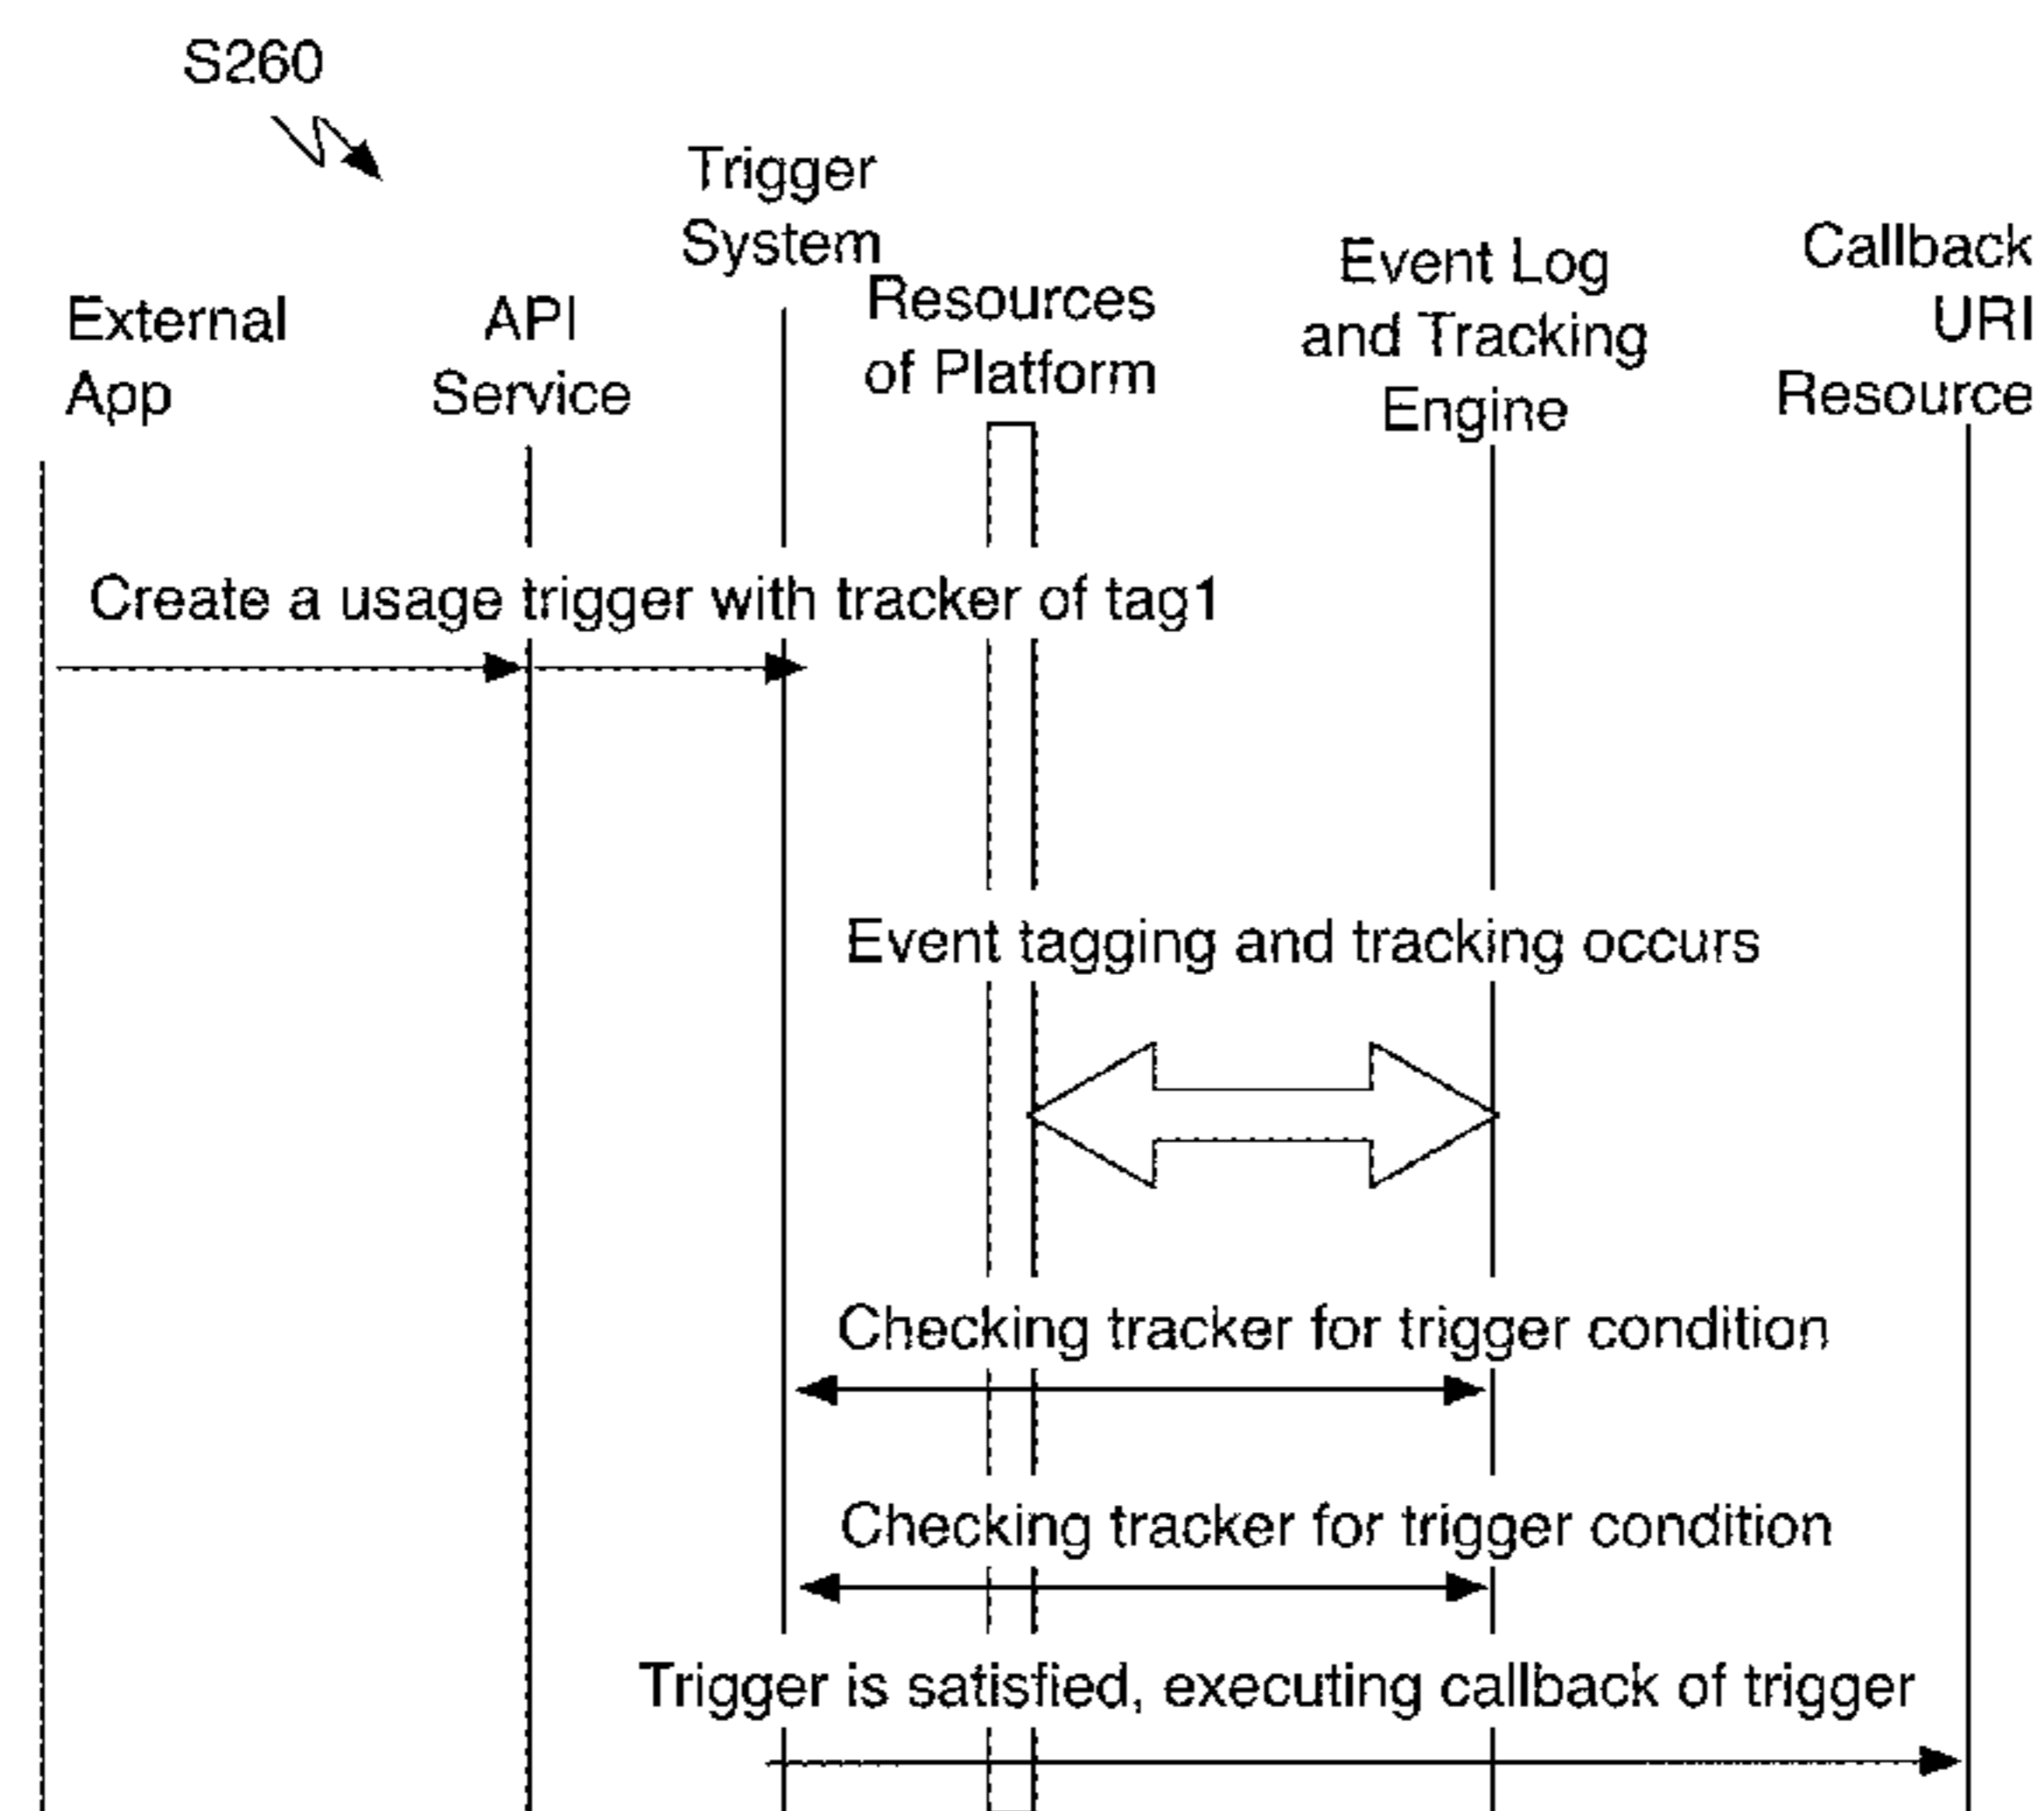 S260
Trigger
System
External
App
API
Service
Resources
of Platform
Event Log
and Tracking
Engine
Callback
URI
Resource
Create a usage trigger with tracker of tag1
Event tagging and tracking occurs
Checking tracker for trigger condition
Checking tracker for trigger condition
Trigger is satisfied, executing callback of trigger